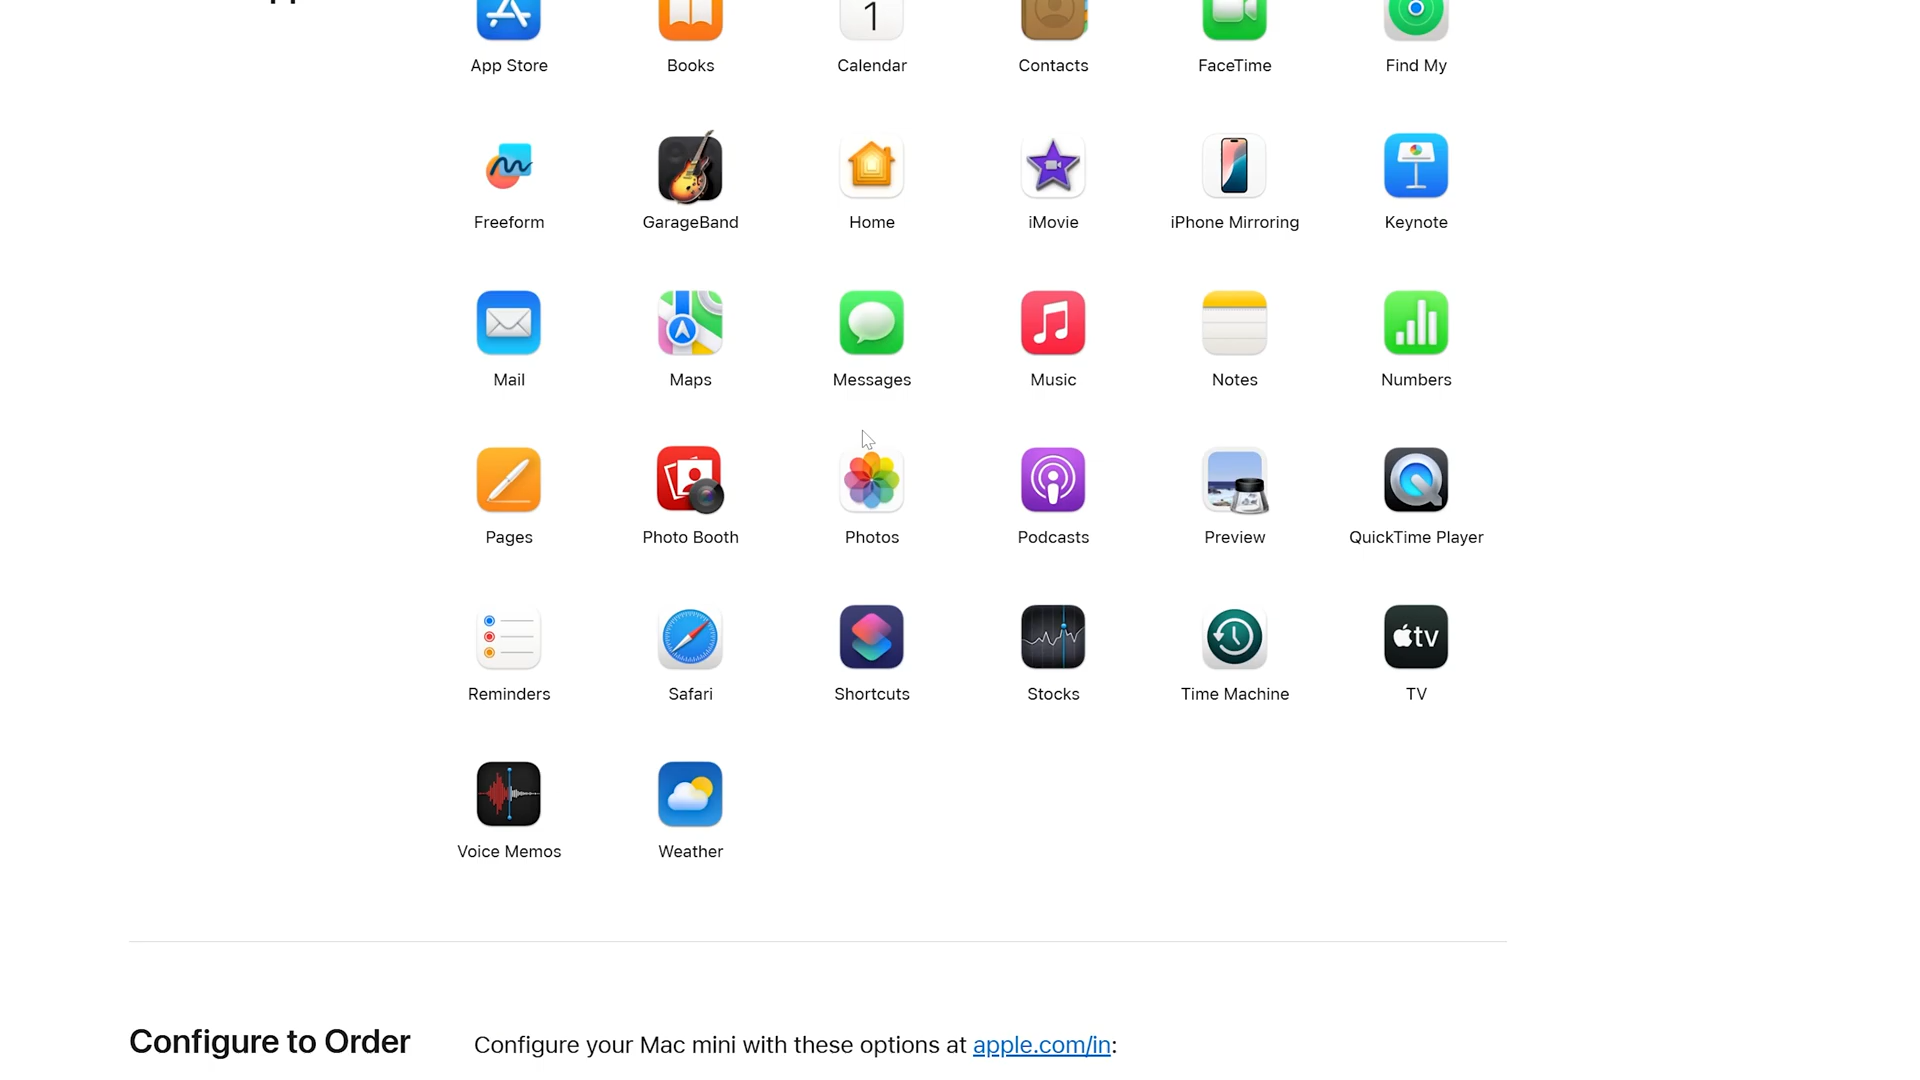 1
App Store Books Calendar Contacts FaceTime Find My
Freeform GarageBand Home iMovie iPhone Mirroring Keynote
Mail Maps Messages Music Notes Numbers
Pages Photo Booth Photos Podcasts Preview QuickTime Player
tv
Reminders Safari Shortcuts Stocks Time Machine TV
Voice Memos Weather
Configure to Order Configure your Mac mini with these options at apple.com/in: